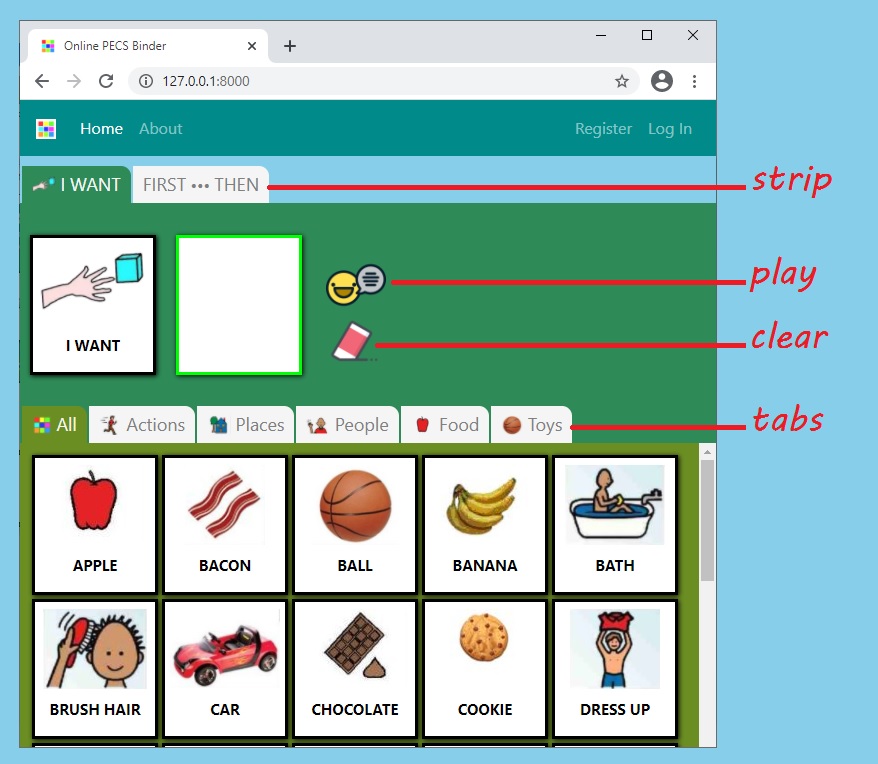 Online PECS Binder
127.0.0.1:8000
Home About Register Log In
I WANT FIRST ••• THEN strip
play
I WANT
clear
All Actions Places People Food Toys tabs
APPLE BACON BALL BANANA BATH
BRUSH HAIR CAR CHOCOLATE COOKIE DRESS UP